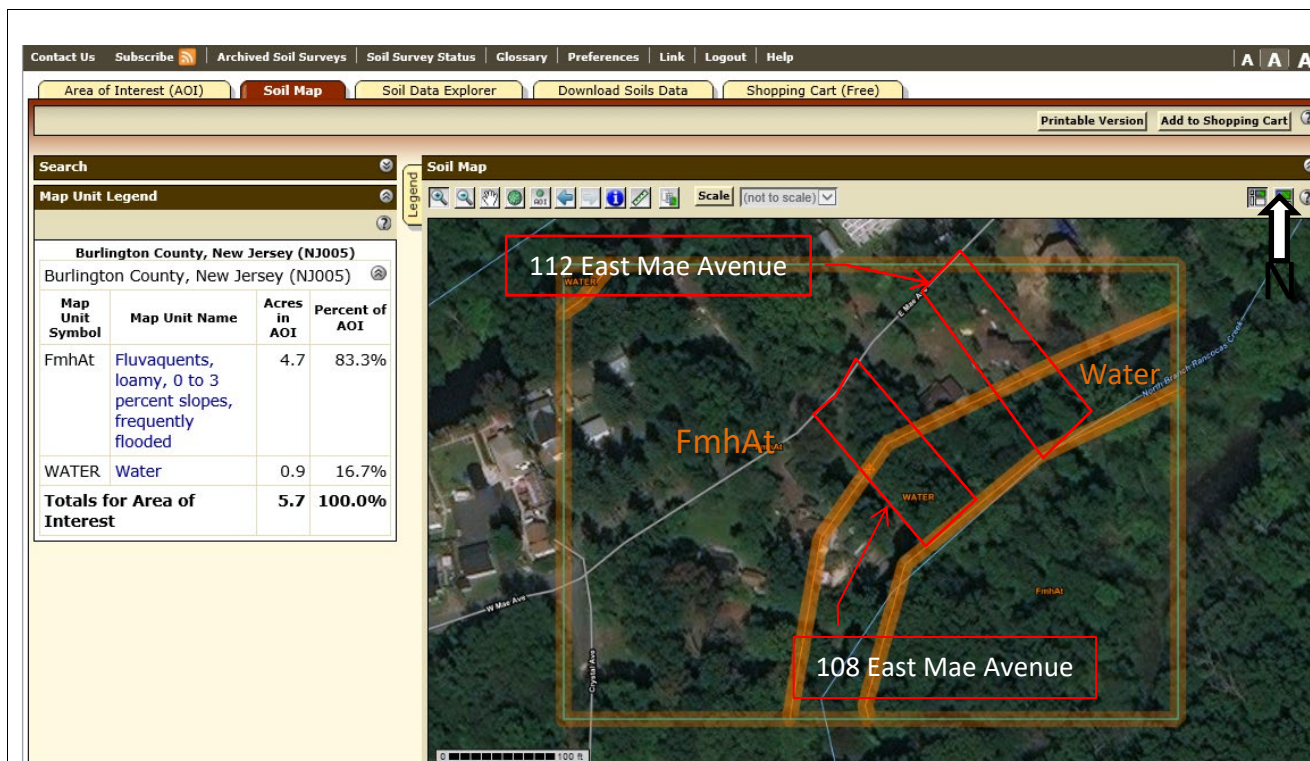 Contact Us Subscribe Archived Soil Surveys Soil Survey Status Glossary Preferences Link Logout Help A A A
Area of Interest (AOI) Soil Map Soil Data Explorer Download Soils Data Shopping Cart (Free)
Printable Version Add to Shopping Cart ?
Search
Map Unit Legend
?
Burlington County, New Jersey (NJ005)
Burlington County, New Jersey (NJ005)
Map Unit Symbol Map Unit Name Acres in AOI Percent of AOI
FmhAt Fluvaquents, loamy, 0 to 3 percent slopes, frequently flooded 4.7 83.3%
WATER Water 0.9 16.7%
Totals for Area of Interest 5.7 100.0%
Legend
Soil Map
AOI i Scale (not to scale) ?
N
112 East Mae Avenue
WATER
E Mae Ave
Water
North Branch Rancocas Creek
FmhAt
FmhAt
WATER
FmhAt
W Mae Ave
108 East Mae Avenue
Crystal Ave
0 100 ft